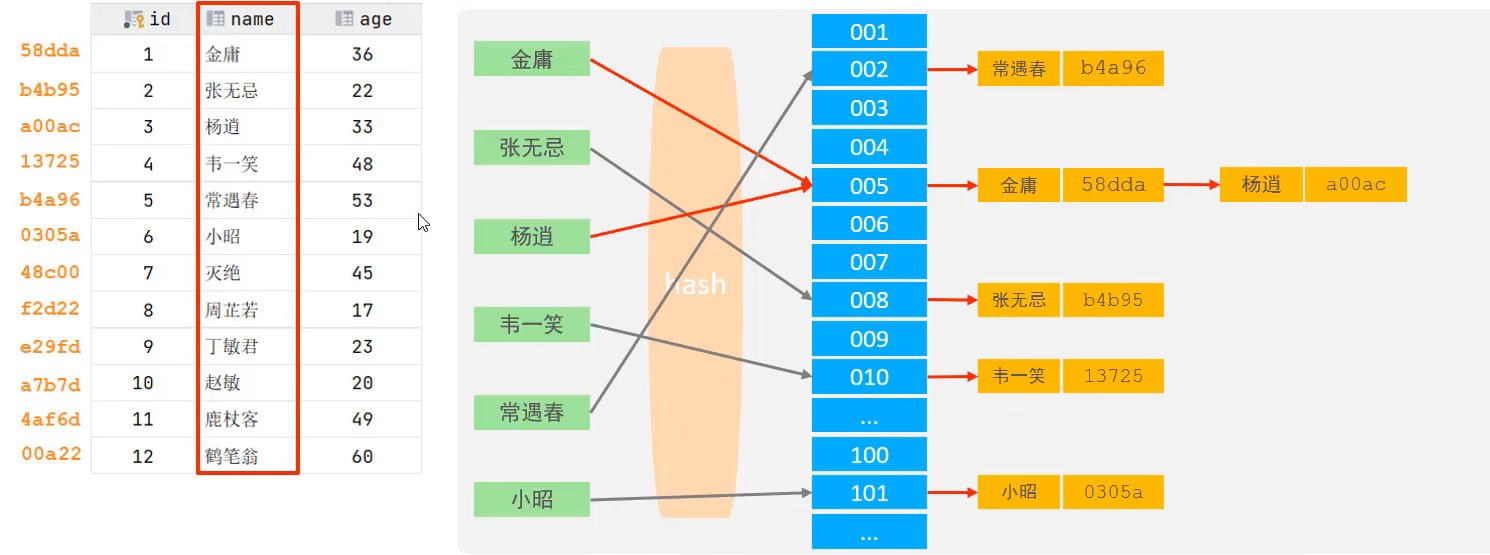 id name age
58dda 1 金庸 36
b4b95 2 张无忌 22
a00ac 3 杨逍 33
13725 4 韦一笑 48
b4a96 5 常遇春 53
0305a 6 小昭 19
48c00 7 灭绝 45
f2d22 8 周芷若 17
e29fd 9 丁敏君 23
a7b7d 10 赵敏 20
4af6d 11 鹿杖客 49
00a22 12 鹤笔翁 60
金庸
张无忌
杨逍
韦一笑
常遇春
小昭
hash
001
002 常遇春 b4a96
003
004
005 金庸 58dda 杨逍 a00ac
006
007
008 张无忌 b4b95
009
010 韦一笑 13725
...
100
101 小昭 0305a
...